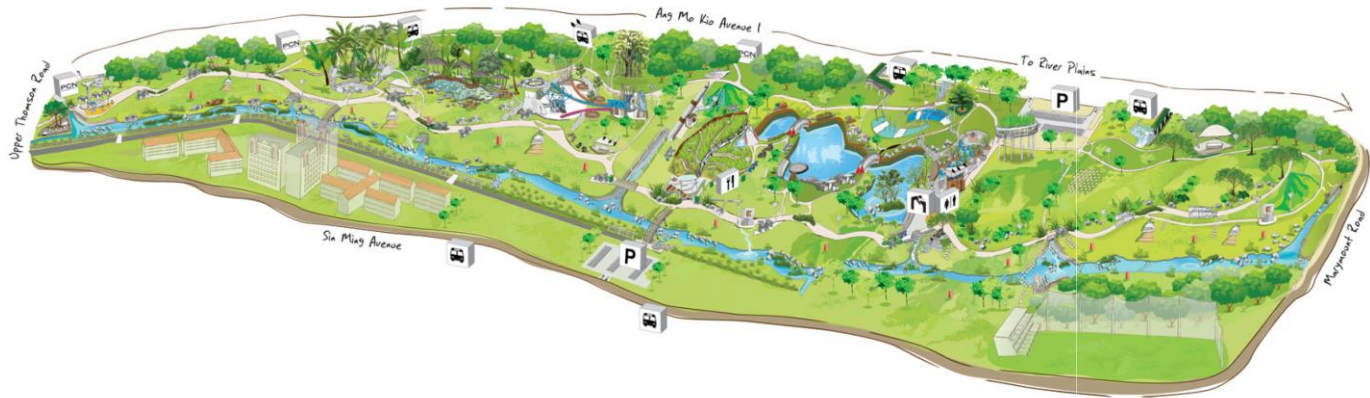 Ang Mo Kio Avenue 1
PCN
PCN
PCN
To River Plains
P
Upper Thomson Road
Sin Ming Avenue
P
Marymount Road